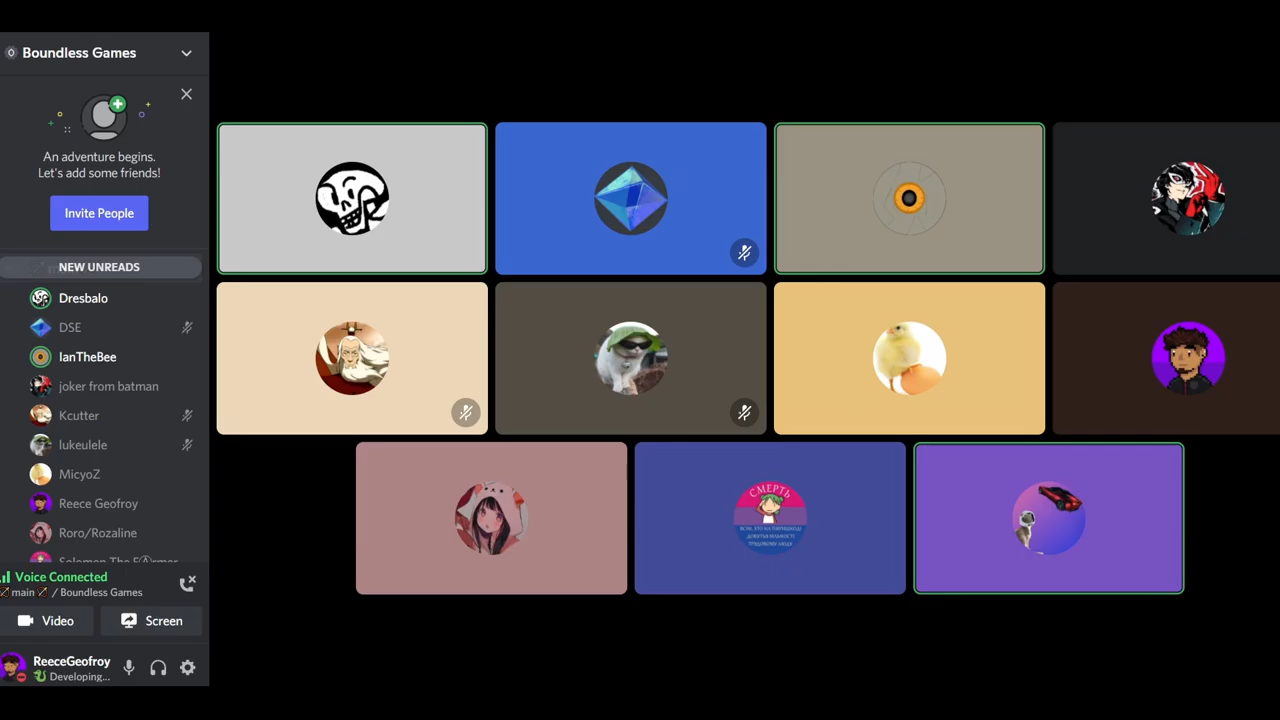 Boundless Games
An adventure begins.
Let's add some friends!
Invite People
NEW UNREADS
Dresbalo
DSE
IanTheBee
joker from batman
Kcutter
lukeulele
MicyoZ
Reece Geofroy
Roro/Rozaline
Voice Connected
main / Boundless Games
Video
Screen
ReeceGeofroy
Developing...
СМЕРТЬ